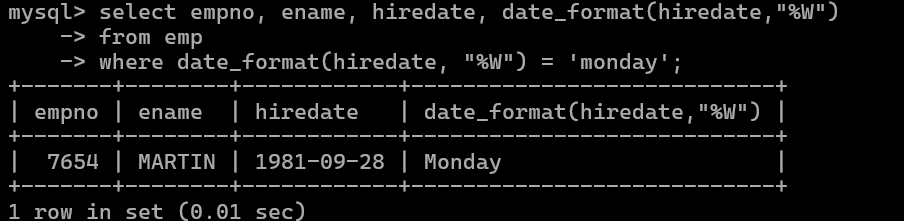 mysql> select empno, ename, hiredate, date_format(hiredate,"%W")
    -> from emp
    -> where date_format(hiredate, "%W") = 'monday';
+-------+--------+------------+----------------------------+
| empno | ename  | hiredate   | date_format(hiredate,"%W") |
+-------+--------+------------+----------------------------+
|  7654 | MARTIN | 1981-09-28 | Monday                     |
+-------+--------+------------+----------------------------+
1 row in set (0.01 sec)